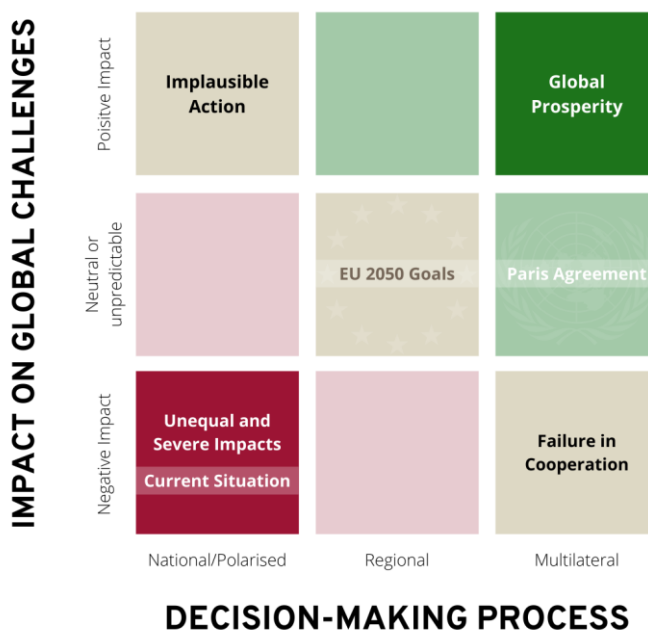 IMPACT ON GLOBAL CHALLENGES
Poisitve Impact
Implausible
Action
Global
Prosperity
Neutral or
unpredictable
EU 2050 Goals
Paris Agreement
Negative Impact
Unequal and
Severe Impacts
Current Situation
Failure in
Cooperation
National/Polarised
Regional
Multilateral
DECISION-MAKING PROCESS